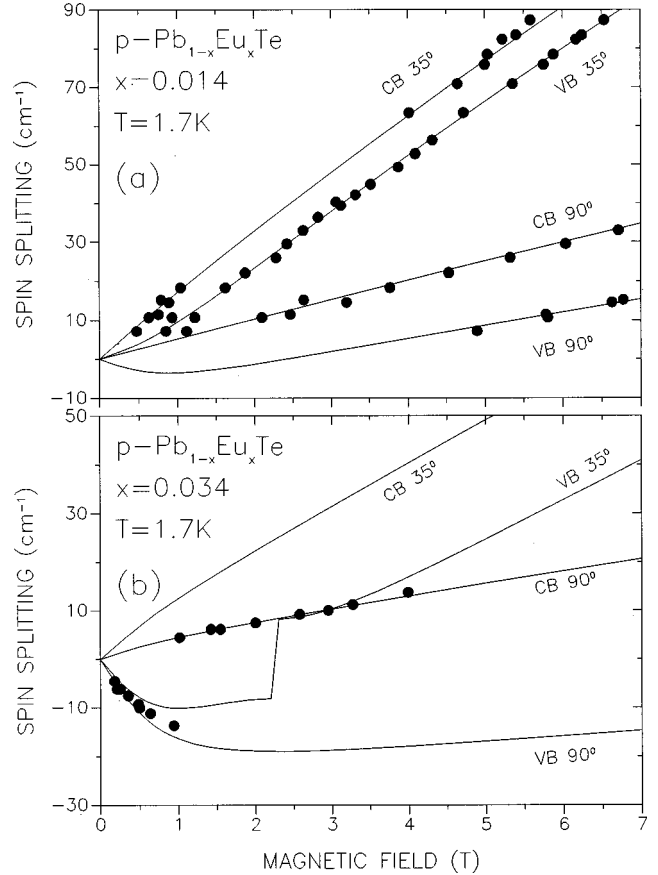 90
70
50
30
10
−10
SPIN SPLITTING (cm⁻¹)
p−Pb₁₋ₓEuₓTe
x=0.014
T=1.7K
(a)
CB 35°
VB 35°
CB 90°
VB 90°
50
30
10
−10
−30
SPIN SPLITTING (cm⁻¹)
p−Pb₁₋ₓEuₓTe
x=0.034
T=1.7K
(b)
CB 35°
VB 35°
CB 90°
VB 90°
0 1 2 3 4 5 6 7
MAGNETIC FIELD (T)